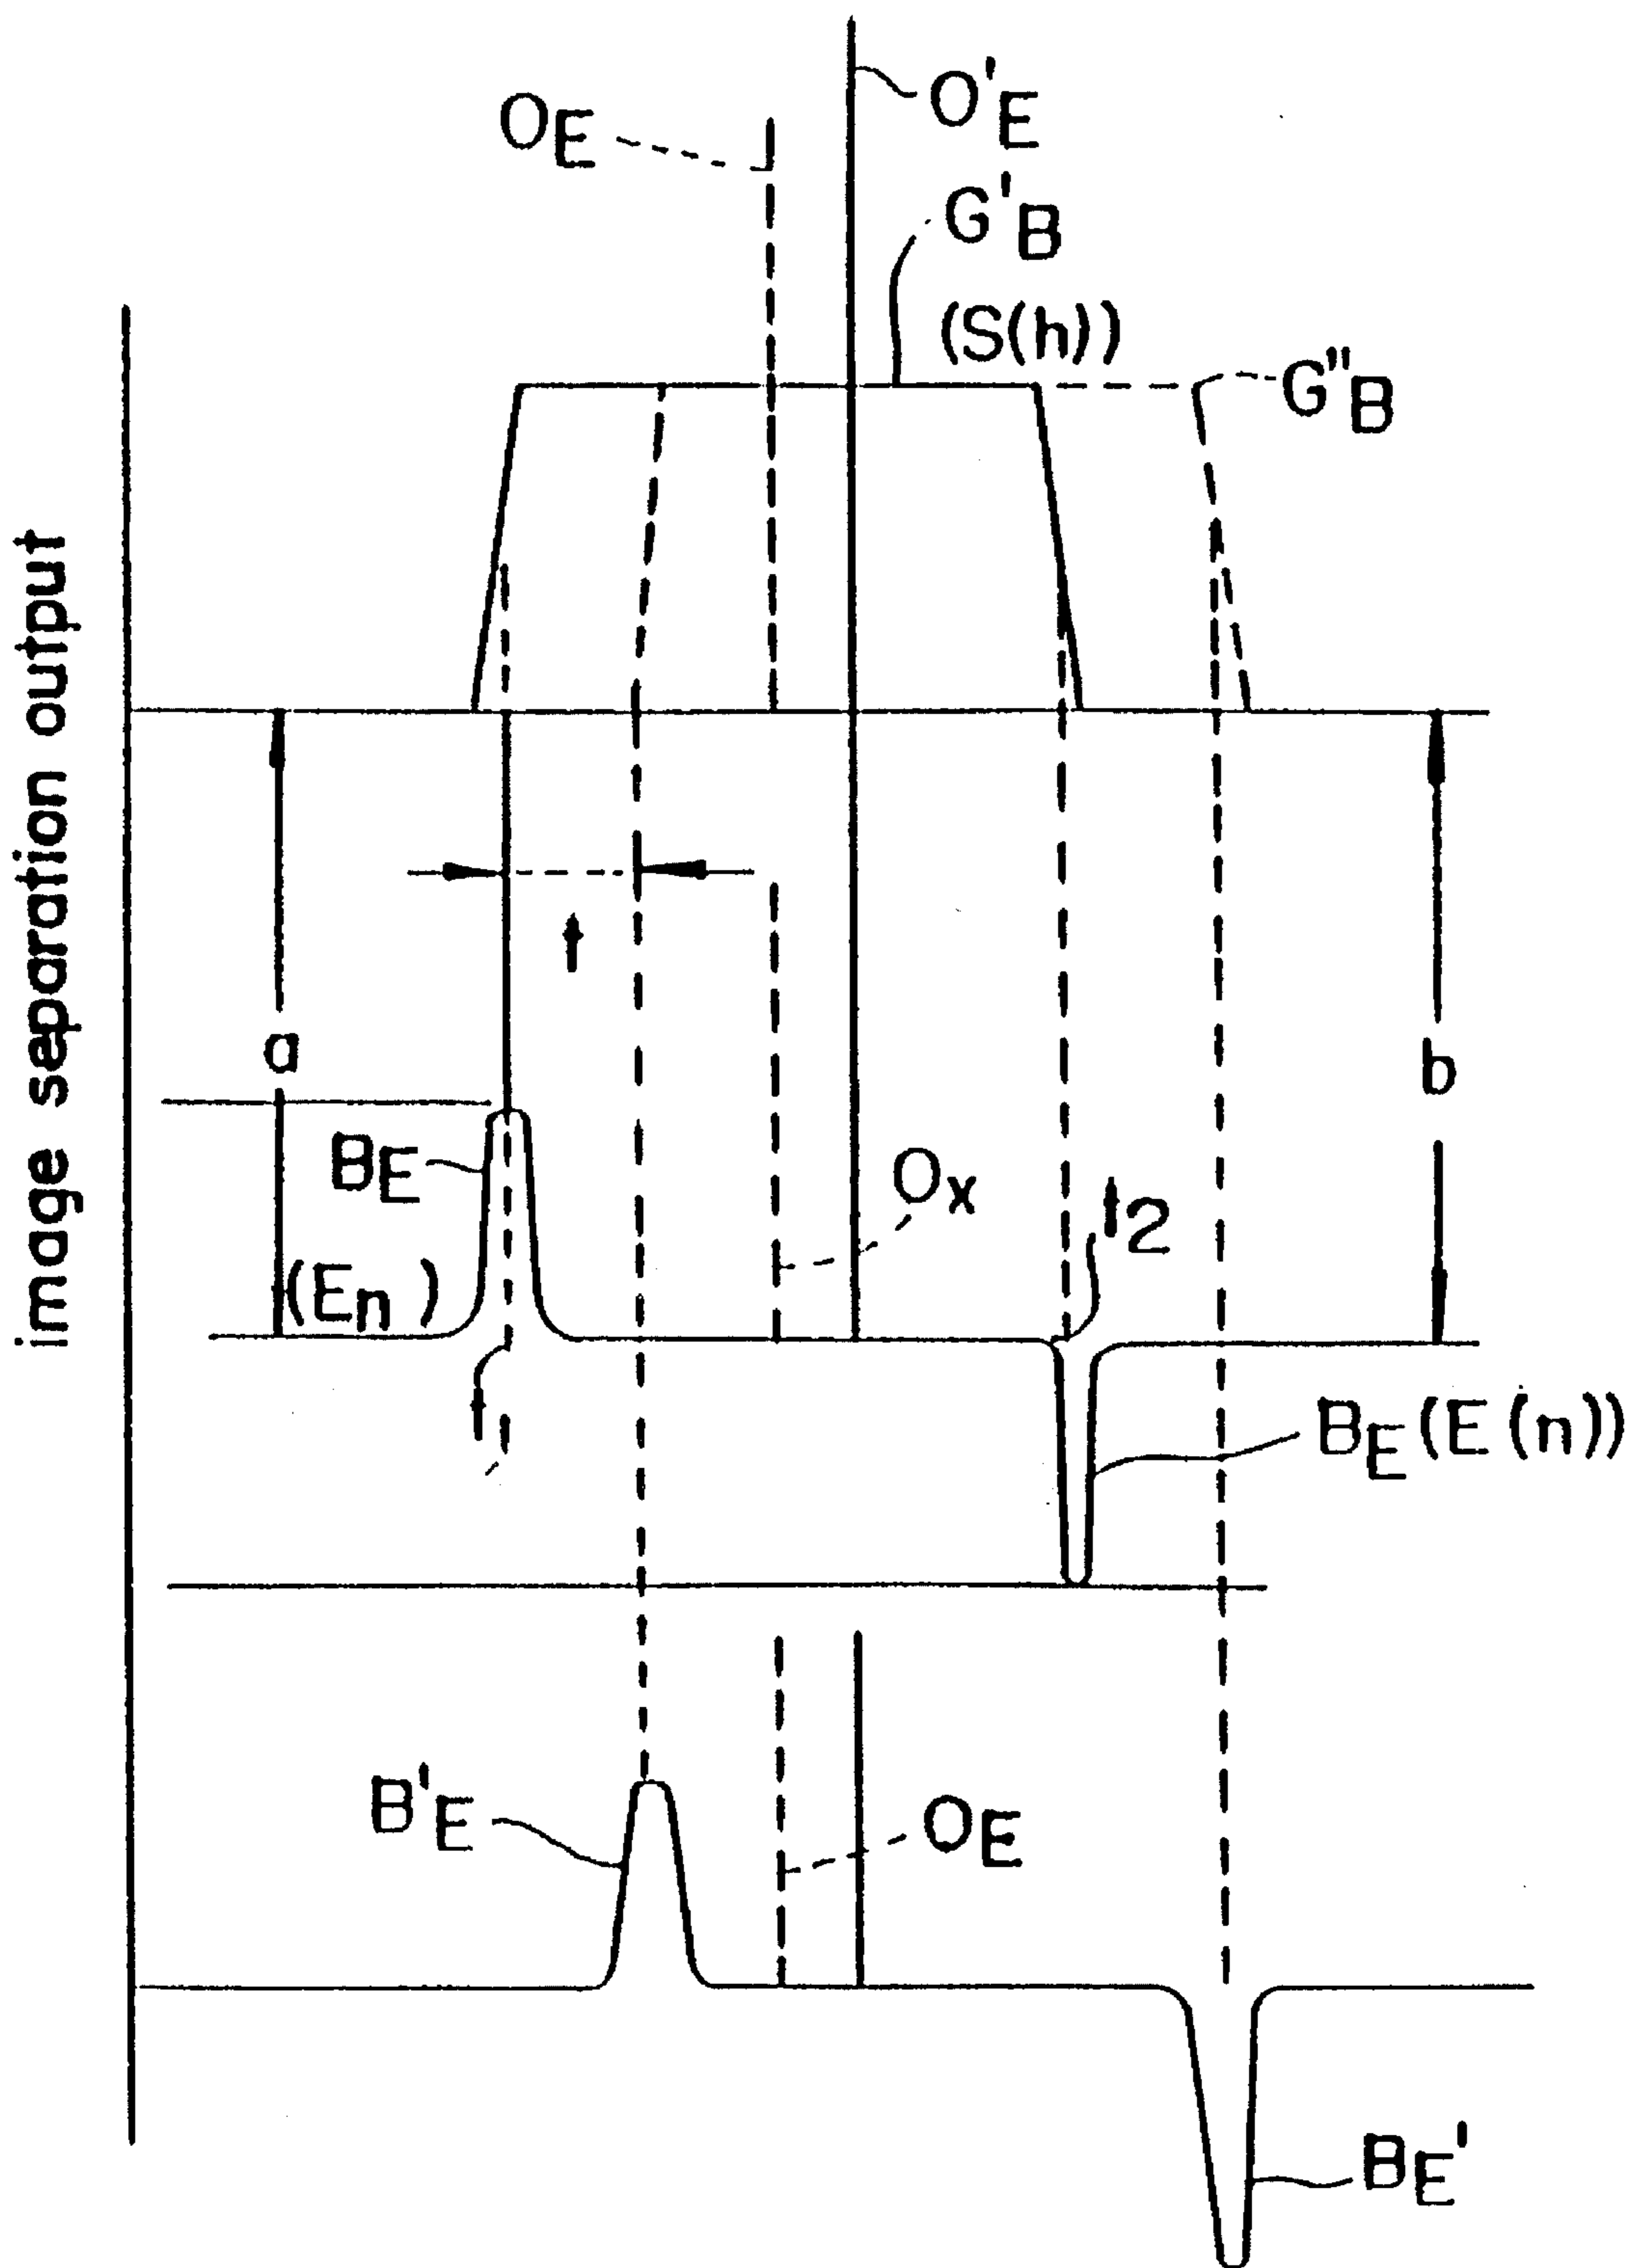 O'E
OE
G'B
(S(h))
G"B
image separation output
t
a
b
BE
OX
t2
(En)
t1
BE(E(n))
B'E
OE
BE'